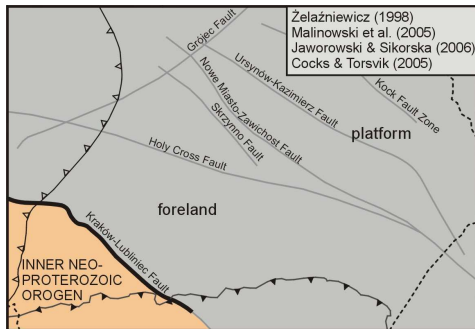 Żelaźniewicz (1998)
Malinowski et al. (2005)
Jaworowski & Sikorska (2006)
Cocks & Torsvik (2005)
Grójec Fault
Ursynów-Kazimierz Fault
Kock Fault Zone
Nowe Miasto-Zawichost Fault
Skrzynno Fault
platform
Holy Cross Fault
foreland
Kraków-Lubliniec Fault
INNER NEO-
PROTEROZOIC
OROGEN